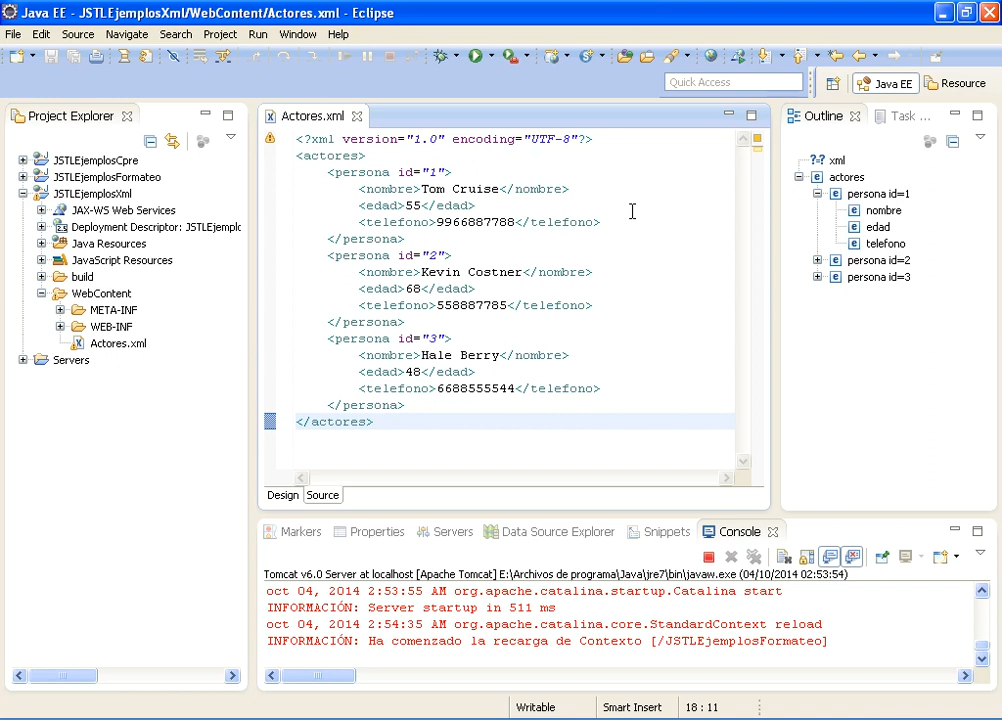 Java EE - JSTLEjemplosXml/WebContent/Actores.xml - Eclipse
File Edit Source Navigate Search Project Run Window Help
Quick Access
Java EE
Resource
Project Explorer
JSTLEjemplosCpre
JSTLEjemplosFormateo
JSTLEjemplosXml
JAX-WS Web Services
Deployment Descriptor: JSTLEjemplo
Java Resources
JavaScript Resources
build
WebContent
META-INF
WEB-INF
Actores.xml
Servers
Actores.xml
<?xml version="1.0" encoding="UTF-8"?>
<actores>
<persona id="1">
<nombre>Tom Cruise</nombre>
<edad>55</edad>
<telefono>9966887788</telefono>
</persona>
<persona id="2">
<nombre>Kevin Costner</nombre>
<edad>68</edad>
<telefono>558887785</telefono>
</persona>
<persona id="3">
<nombre>Hale Berry</nombre>
<edad>48</edad>
<telefono>6688555544</telefono>
</persona>
</actores>
Design Source
Outline
Task ...
?=? xml
actores
persona id=1
nombre
edad
telefono
persona id=2
persona id=3
Markers Properties Servers Data Source Explorer Snippets Console
Tomcat v6.0 Server at localhost [Apache Tomcat] E:\Archivos de programa\Java\jre7\bin\javaw.exe (04/10/2014 02:53:54)
oct 04, 2014 2:53:55 AM org.apache.catalina.startup.Catalina start
INFORMACIÓN: Server startup in 511 ms
oct 04, 2014 2:54:35 AM org.apache.catalina.core.StandardContext reload
INFORMACIÓN: Ha comenzado la recarga de Contexto [/JSTLEjemplosFormateo]
Writable
Smart Insert
18 : 11